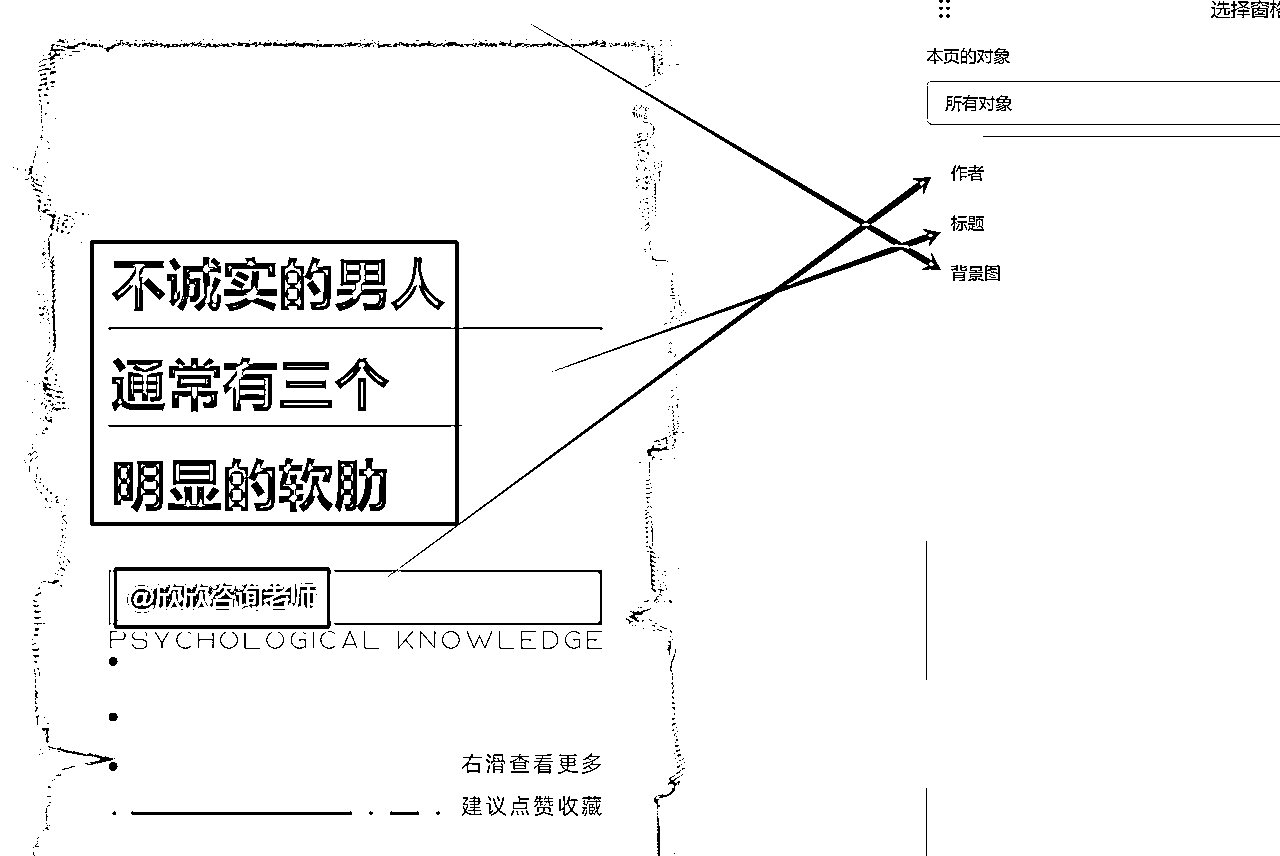 选择窗格
本页的对象
所有对象
作者
标题
背景图
不诚实的男人
通常有三个
明显的软肋
@欣欣咨询老师
PSYCHOLOGICAL KNOWLEDGE
右滑查看更多
建议点赞收藏